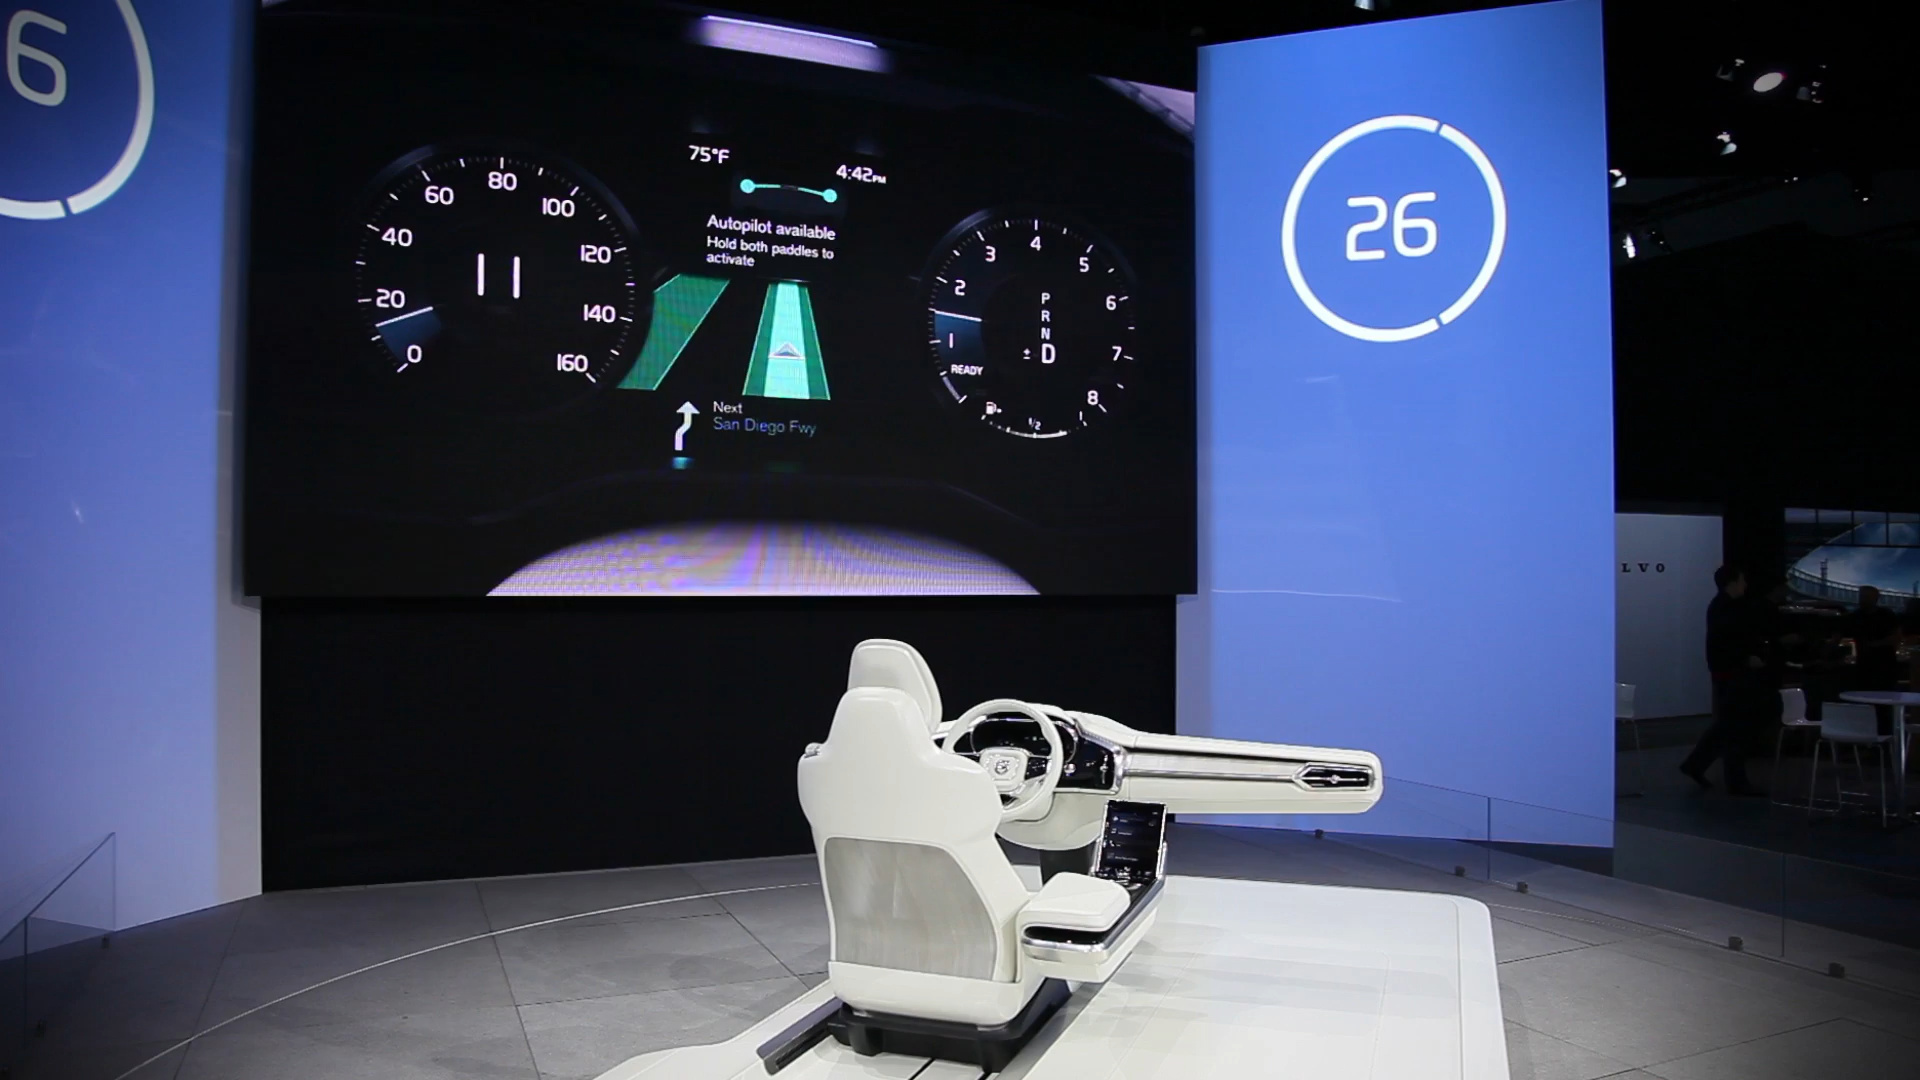 6
75°F
4:42PM
Autopilot available
Hold both paddles to
activate
0
20
40
60
80
100
120
140
160
11
Next
San Diego Fwy
1
2
3
4
5
6
7
8
P
R
N
± D
READY
1/2
1
26
LVO